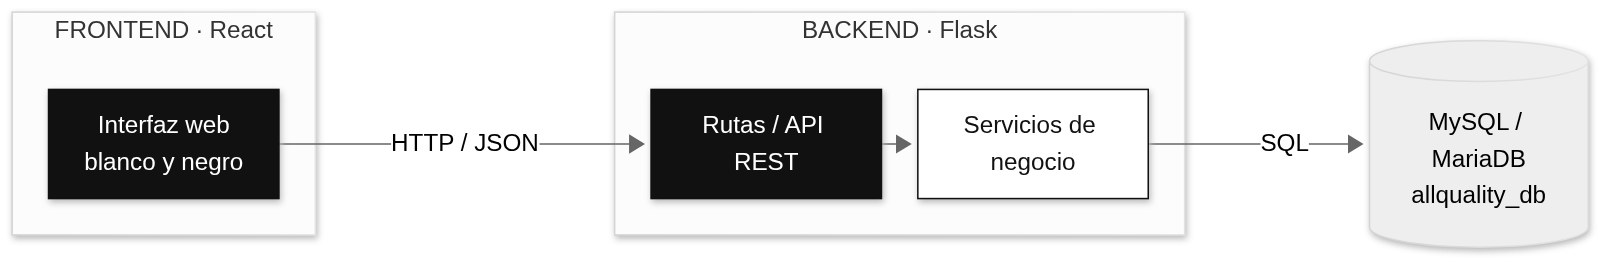 FRONTEND · React
Interfaz web
blanco y negro
HTTP / JSON
BACKEND · Flask
Rutas / API
REST
Servicios de
negocio
SQL
MySQL /
MariaDB
allquality_db